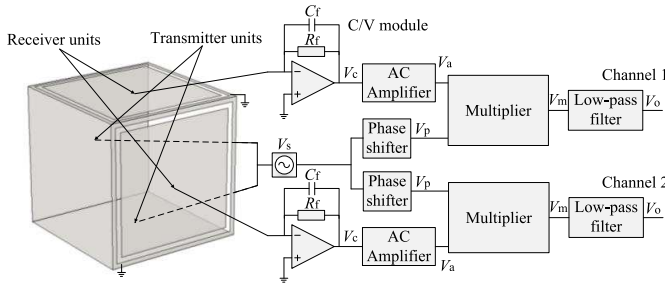 Receiver units
Transmitter units
Cf
Rf
C/V module
Vc
AC Amplifier
Va
Multiplier
Vm
Low-pass filter
Vo
Channel 1
Vs
Phase shifter
Vp
Phase shifter
Vp
Cf
Rf
Vc
AC Amplifier
Va
Multiplier
Vm
Low-pass filter
Vo
Channel 2